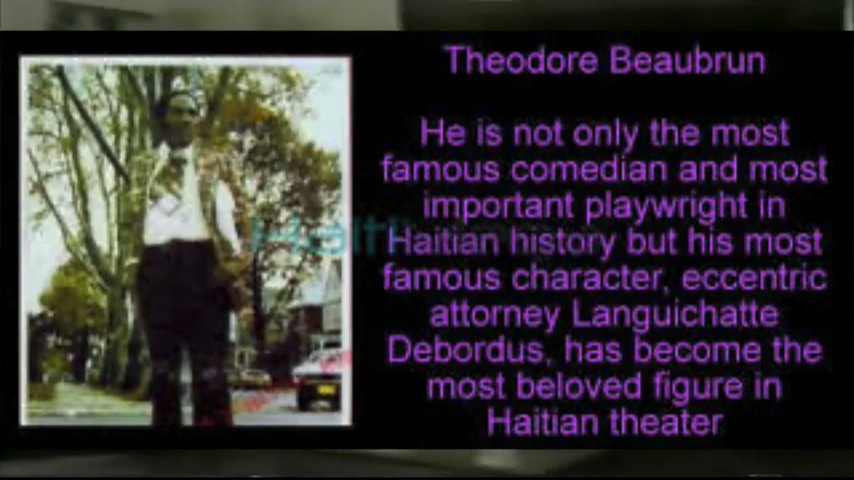 Theodore Beaubrun
He is not only the most
famous comedian and most
important playwright in
Haitian history but his most
famous character, eccentric
attorney Languichatte
Debordus, has become the
most beloved figure in
Haitian theater